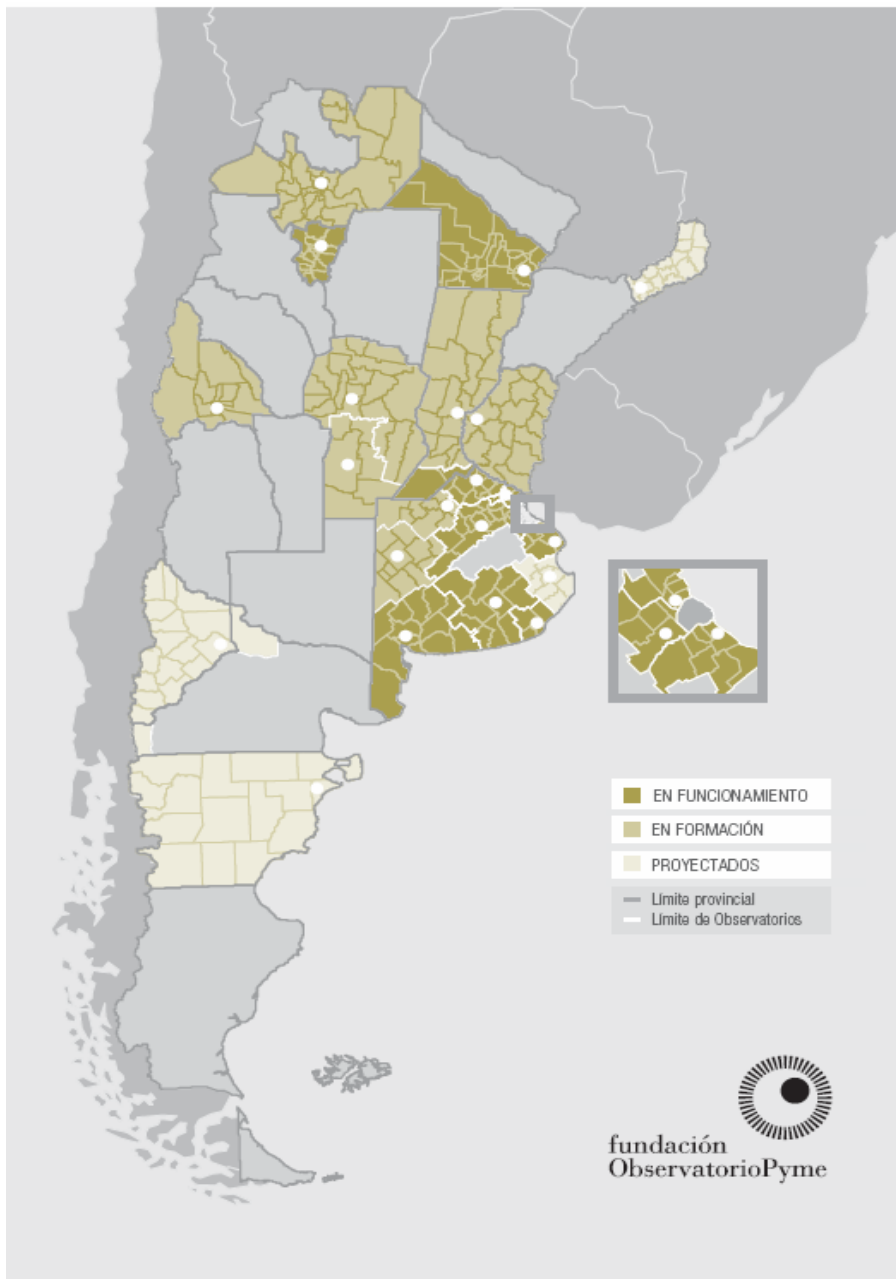 EN FUNCIONAMIENTO
EN FORMACIÓN
PROYECTADOS
Límite provincial
Límite de Observatorios
fundación
ObservatorioPyme